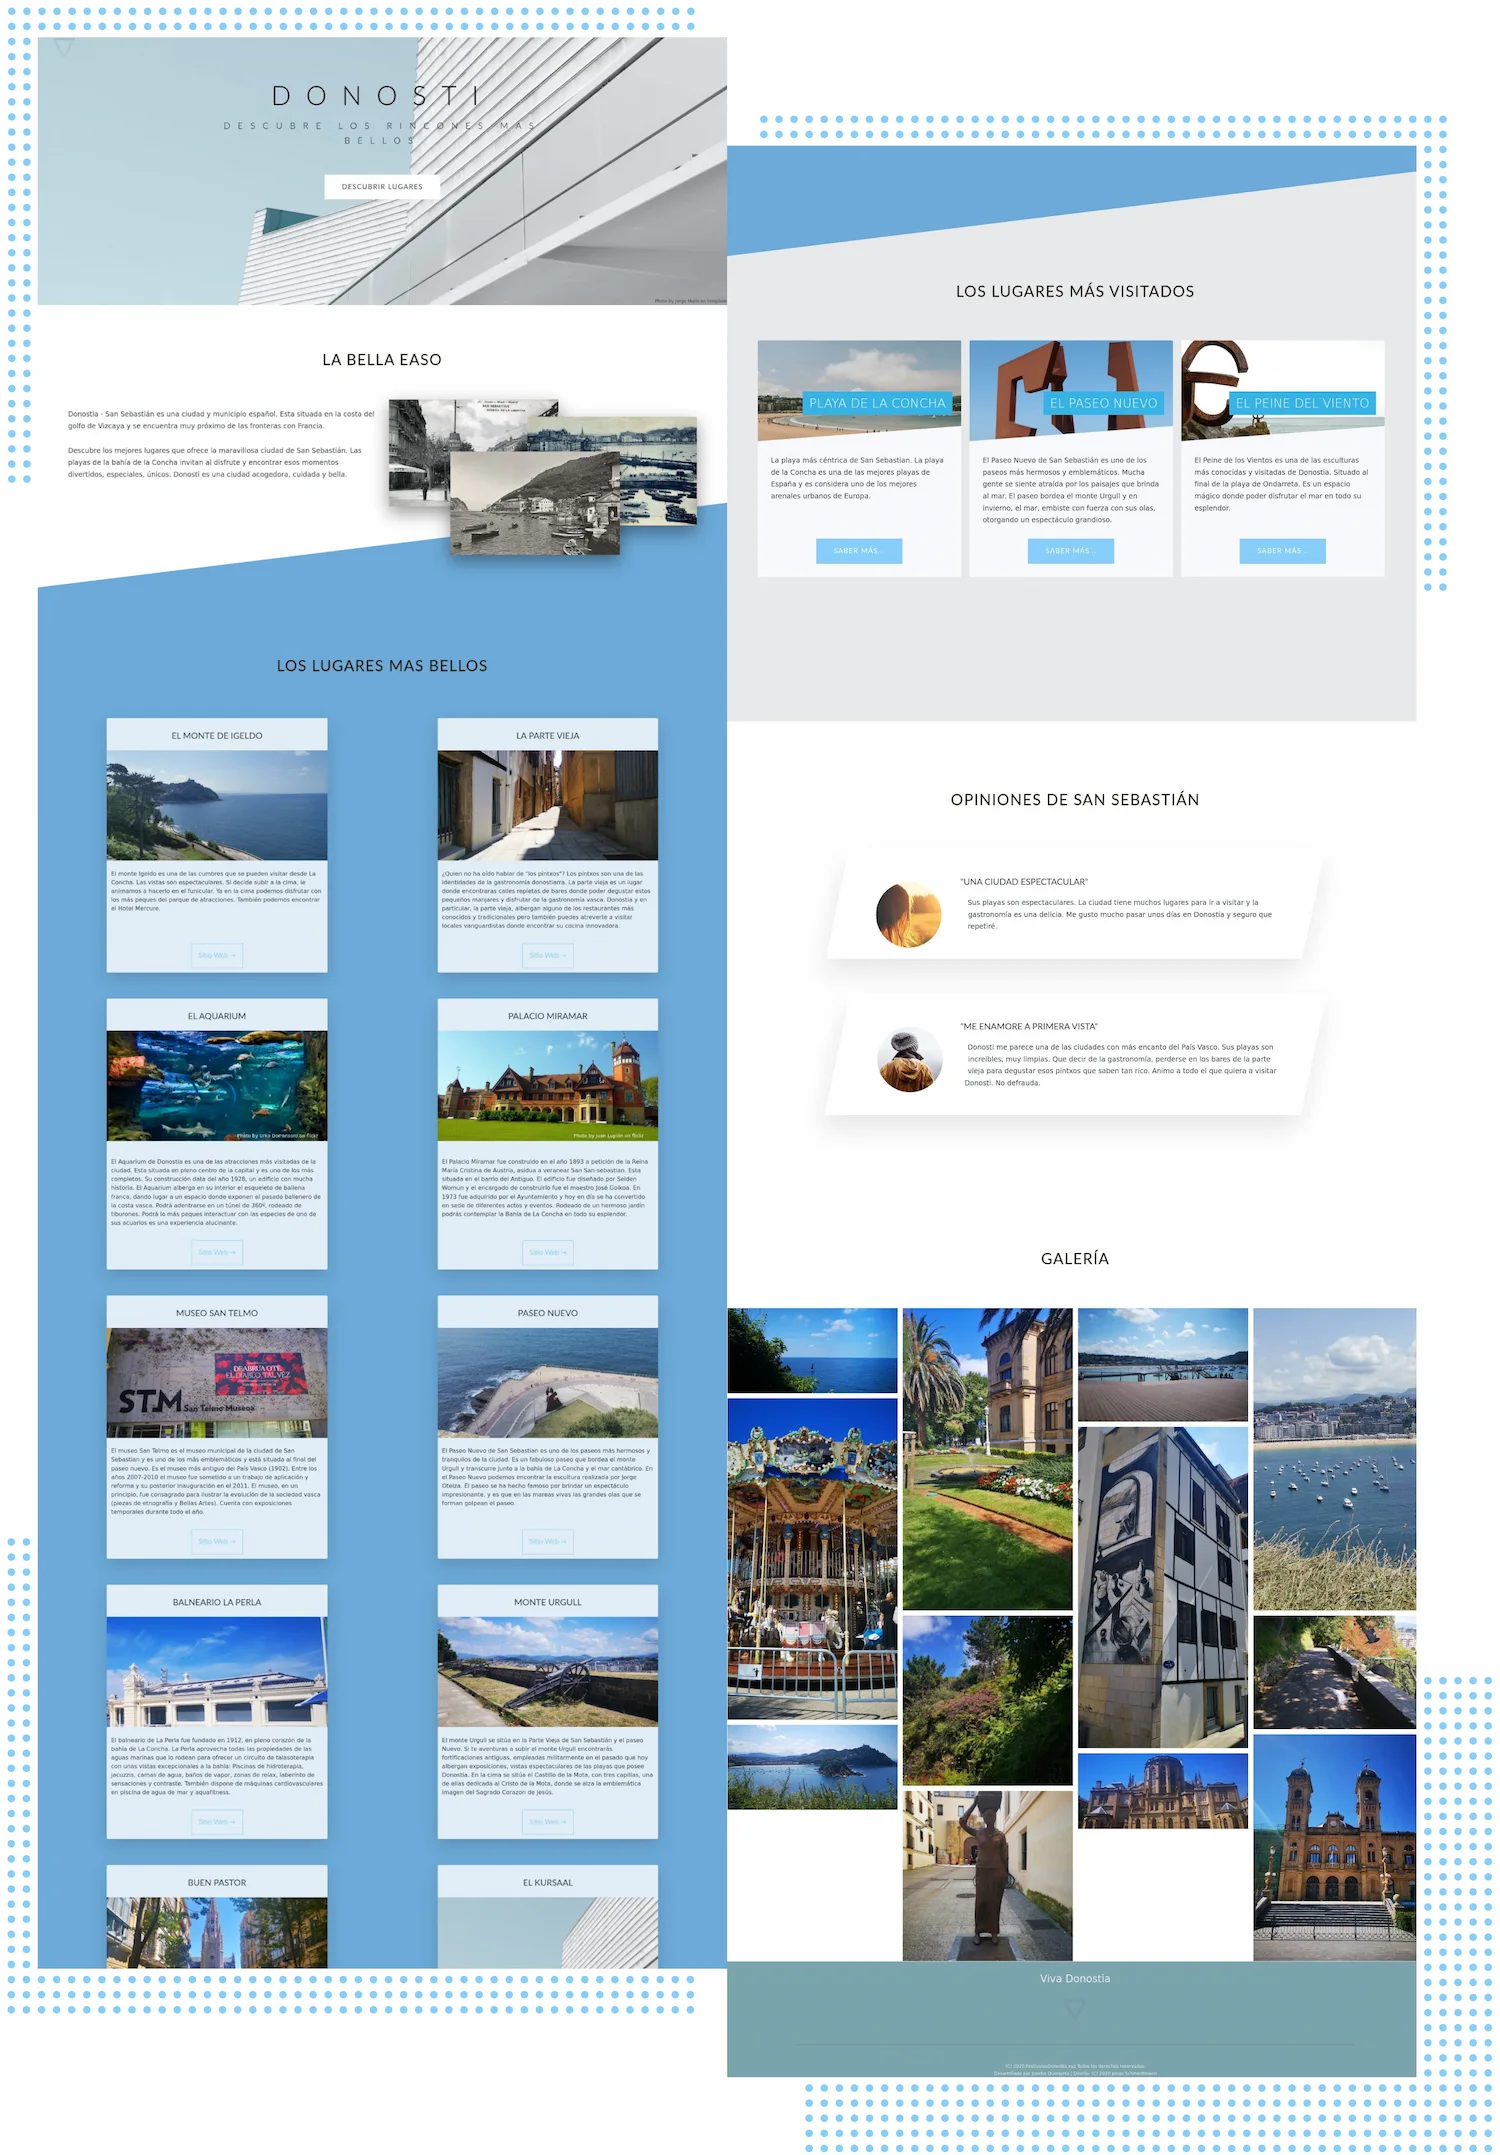 DONOSTI
DESCUBRE LOS RINCONES MAS
BELLOS
DESCUBRIR LUGARES
LA BELLA EASO
Donostia - San Sebastián es una ciudad y municipio español. Esta situada en la costa del
golfo de Vizcaya y se encuentra muy próximo de las fronteras con Francia.
Descubre los mejores lugares que ofrece la maravillosa ciudad de San Sebastián. Las
playas de la bahía de la Concha invitan al disfrute y encontrar esos momentos
divertidos, especiales, únicos. Donosti es una ciudad acogedora, cuidada y bella.
LOS LUGARES MAS BELLOS
EL MONTE DE IGELDO
El monte Igeldo es una de las cumbres que se pueden visitar desde La
Concha. Las vistas son espectaculares. Si decide subir a la cima, le
animamos a hacerlo en el funicular. Ya en la cima podemos disfrutar con
los más peques del parque de atracciones. También podemos encontrar
el Hotel Mercure.
Sitio Web →
LA PARTE VIEJA
¿Quien no ha oído hablar de "los pintxos"? Los pintxos son una de las
identidades de la gastronomía donostiarra. La parte vieja es un lugar
donde encontraras calles repletas de bares donde poder degustar estos
pequeños manjares y disfrutar de la gastronomía vasca. Donostia y en
particular, la parte vieja, albergan alguno de los restaurantes más
conocidos y tradicionales pero también puedes atreverte a visitar
locales vanguardistas donde encontrar su cocina innovadora.
Sitio Web →
EL AQUARIUM
El Aquarium de Donostia es una de las atracciones más visitadas de la
ciudad. Esta situada en pleno centro de la capital y es uno de los más
completos. Su construcción data del año 1928, un edificio con mucha
historia. El Aquarium alberga en su interior el esqueleto de ballena
franca, dando lugar a un espacio donde exponen el pasado ballenero de
la costa vasca. Podrá adentrarse en un túnel de 360º, rodeado de
tiburones. Podrá lo más peques interactuar con las especies de uno de
sus acuarios es una experiencia alucinante.
Sitio Web →
PALACIO MIRAMAR
Photo by Juan Luplón on flickr
El Palacio Miramar fue construido en el año 1893 a petición de la Reina
María Cristina de Austria, asidua a veranear San San-sebastian. Esta
situada en el barrio del Antiguo. El edificio fue diseñado por Selden
Wornun y el encargado de construirlo fue el maestro José Goikoa. En
1973 fue adquirido por el Ayuntamiento y hoy en día se ha convertido
en sede de diferentes actos y eventos. Rodeado de un hermoso jardín
podrás contemplar la Bahía de La Concha en todo su esplendor.
Sitio Web →
MUSEO SAN TELMO
DEABRUA OTE.
EL DIABLO, TAL VEZ
STM San Telmo Museoa
El museo San Telmo es el museo municipal de la ciudad de San
Sebastian y es uno de los más emblemáticos y está situada al final del
paseo nuevo. Es el museo más antiguo del País Vasco (1902). Entre los
años 2007-2010 el museo fue sometido a un trabajo de aplicación y
reforma y su posterior inauguración en el 2011. El museo, en un
principio, fue consagrado para ilustrar la evolución de la sociedad vasca
(piezas de etnografía y Bellas Artes). Cuenta con exposiciones
temporales durante todo el año.
Sitio Web →
PASEO NUEVO
El Paseo Nuevo de San Sebastian es uno de los paseos más hermosos y
tranquilos de la ciudad. Es un fabuloso paseo que bordea el monte
Urgull y transcurre junto a la bahía de La Concha y el mar cantábrico. En
el Paseo Nuevo podemos encontrar la escultura realizada por Jorge
Oteiza. El paseo se ha hecho famoso por brindar un espectáculo
impresionante, y es que en las mareas vivas las grandes olas que se
forman golpean el paseo.
Sitio Web →
BALNEARIO LA PERLA
El balneario de La Perla fue fundado en 1912, en pleno corazón de la
bahía de La Concha. La Perla aprovecha todas las propiedades de las
aguas marinas que lo rodean para ofrecer un circuito de talasoterapia
con unas vistas excepcionales a la bahía: Piscinas de hidroterapia,
jacuzzis, camas de agua, baños de vapor, zonas de relax, laberinto de
sensaciones y contraste. También dispone de máquinas cardiovasculares
en piscina de agua de mar y aquafitness.
Sitio Web →
MONTE URGULL
El monte Urgull se sitúa en la Parte Vieja de San Sebastián y el paseo
Nuevo. Si te aventuras a subir el monte Urgull encontrarás
fortificaciones antiguas, empleadas militarmente en el pasado que hoy
albergan exposiciones, vistas espectaculares de las playas que posee
Donostia. En la cima se sitúa el Castillo de la Mota, con tres capillas, una
de ellas dedicada al Cristo de la Mota, donde se alza la emblemática
imagen del Sagrado Corazon de Jesús.
Sitio Web →
BUEN PASTOR
EL KURSAAL
LOS LUGARES MÁS VISITADOS
PLAYA DE LA CONCHA
La playa más céntrica de San Sebastian. La playa
de la Concha es una de las mejores playas de
España y es considera uno de los mejores
arenales urbanos de Europa.
SABER MÁS...
EL PASEO NUEVO
El Paseo Nuevo de San Sebastián es uno de los
paseos más hermosos y emblemáticos. Mucha
gente se siente atraída por los paisajes que brinda
al mar. El paseo bordea el monte Urgull y en
invierno, el mar, embiste con fuerza con sus olas,
otorgando un espectáculo grandioso.
SABER MÁS...
EL PEINE DEL VIENTO
El Peine de los Vientos es una de las esculturas
más conocidas y visitadas de Donostia. Situado al
final de la playa de Ondarreta. Es un espacio
mágico donde poder disfrutar el mar en todo su
esplendor.
SABER MÁS...
OPINIONES DE SAN SEBASTIÁN
"UNA CIUDAD ESPECTACULAR"
Sus playas son espectaculares. La ciudad tiene muchos lugares para ir a visitar y la
gastronomía es una delicia. Me gusto mucho pasar unos días en Donostia y seguro que
repetiré.
"ME ENAMORE A PRIMERA VISTA"
Donosti me parece una de las ciudades con más encanto del País Vasco. Sus playas son
increíbles, muy limpias. Que decir de la gastronomía, perderse en los bares de la parte
vieja para degustar esos pintxos que saben tan rico. Animo a todo el que quiera a visitar
Donosti. No defrauda.
GALERÍA
Viva Donostia